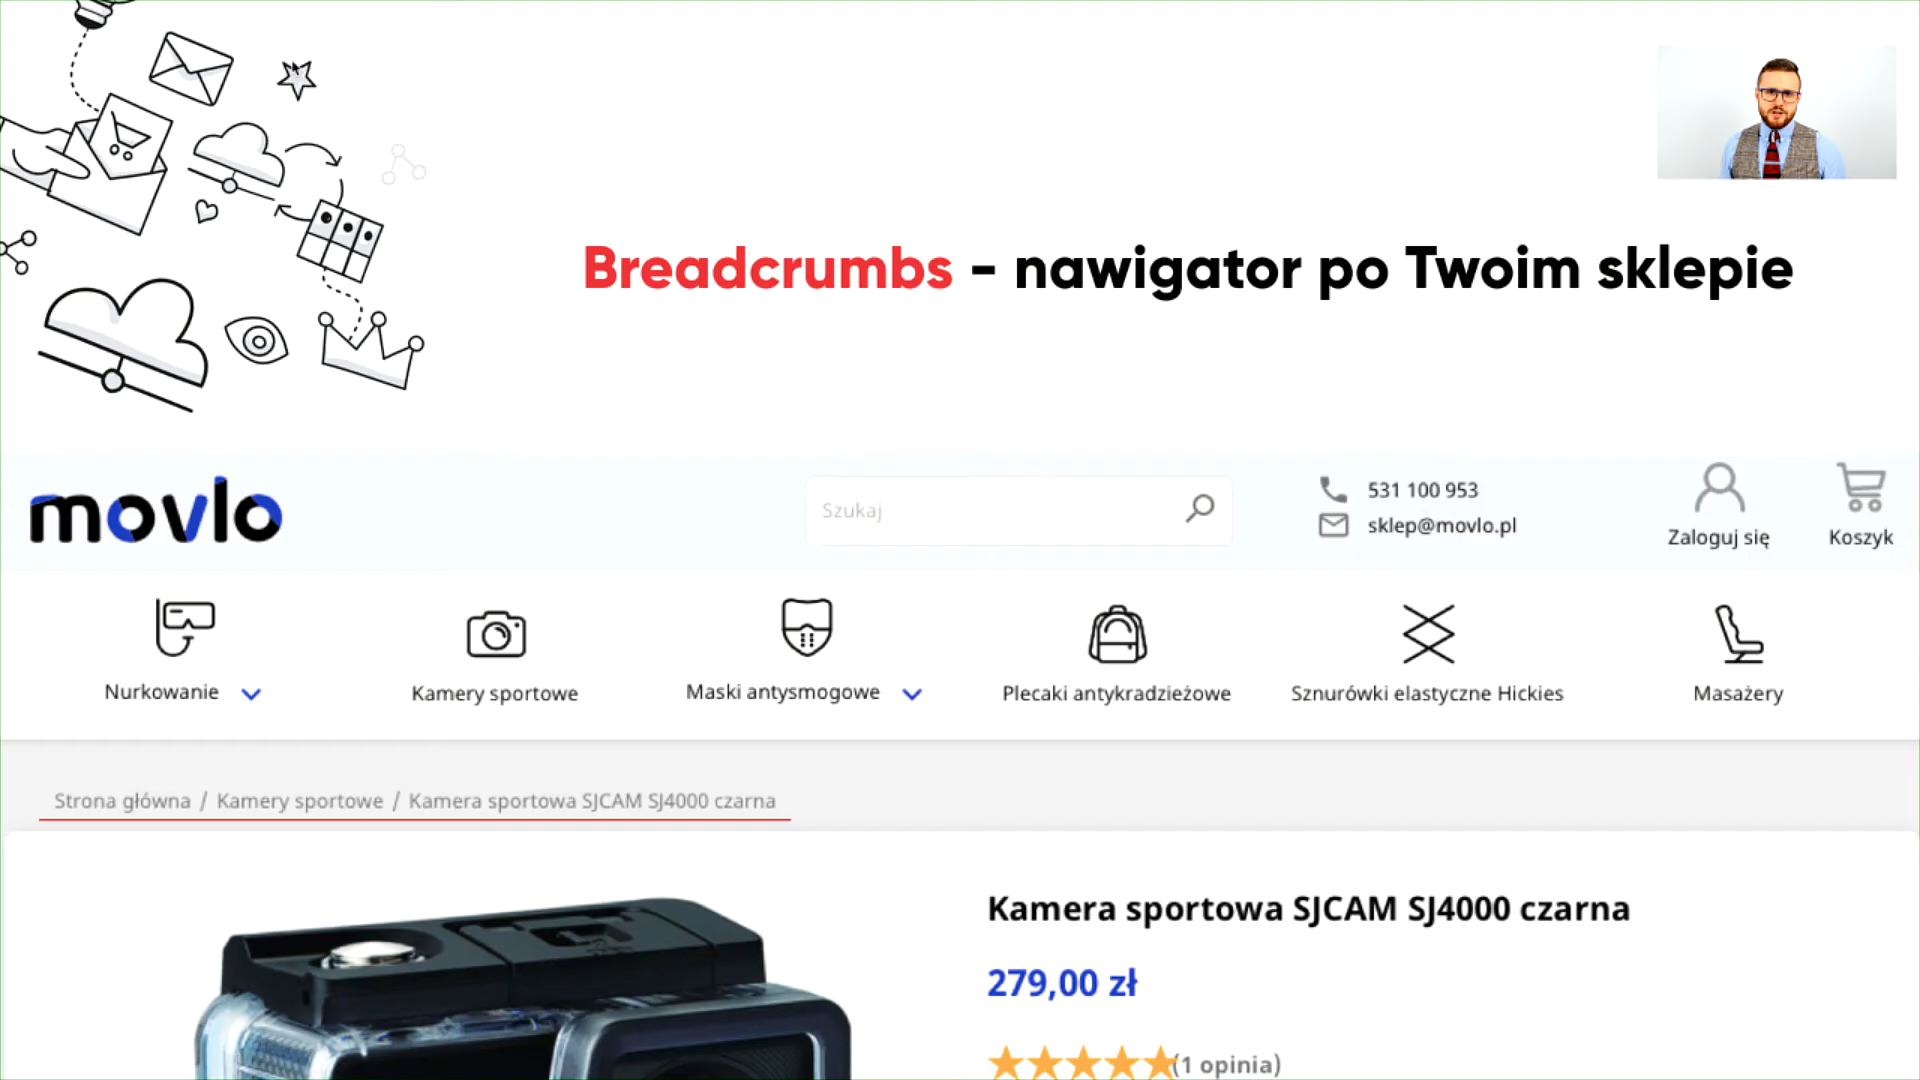 Breadcrumbs - nawigator po Twoim sklepie
movlo
Szukaj
531 100 953
sklep@movlo.pl
Zaloguj się
Koszyk
Nurkowanie
Kamery sportowe
Maski antysmogowe
Plecaki antykradzieżowe
Sznurówki elastyczne Hickies
Masażery
Strona główna / Kamery sportowe / Kamera sportowa SJCAM SJ4000 czarna
Kamera sportowa SJCAM SJ4000 czarna
279,00 zł
(1 opinia)